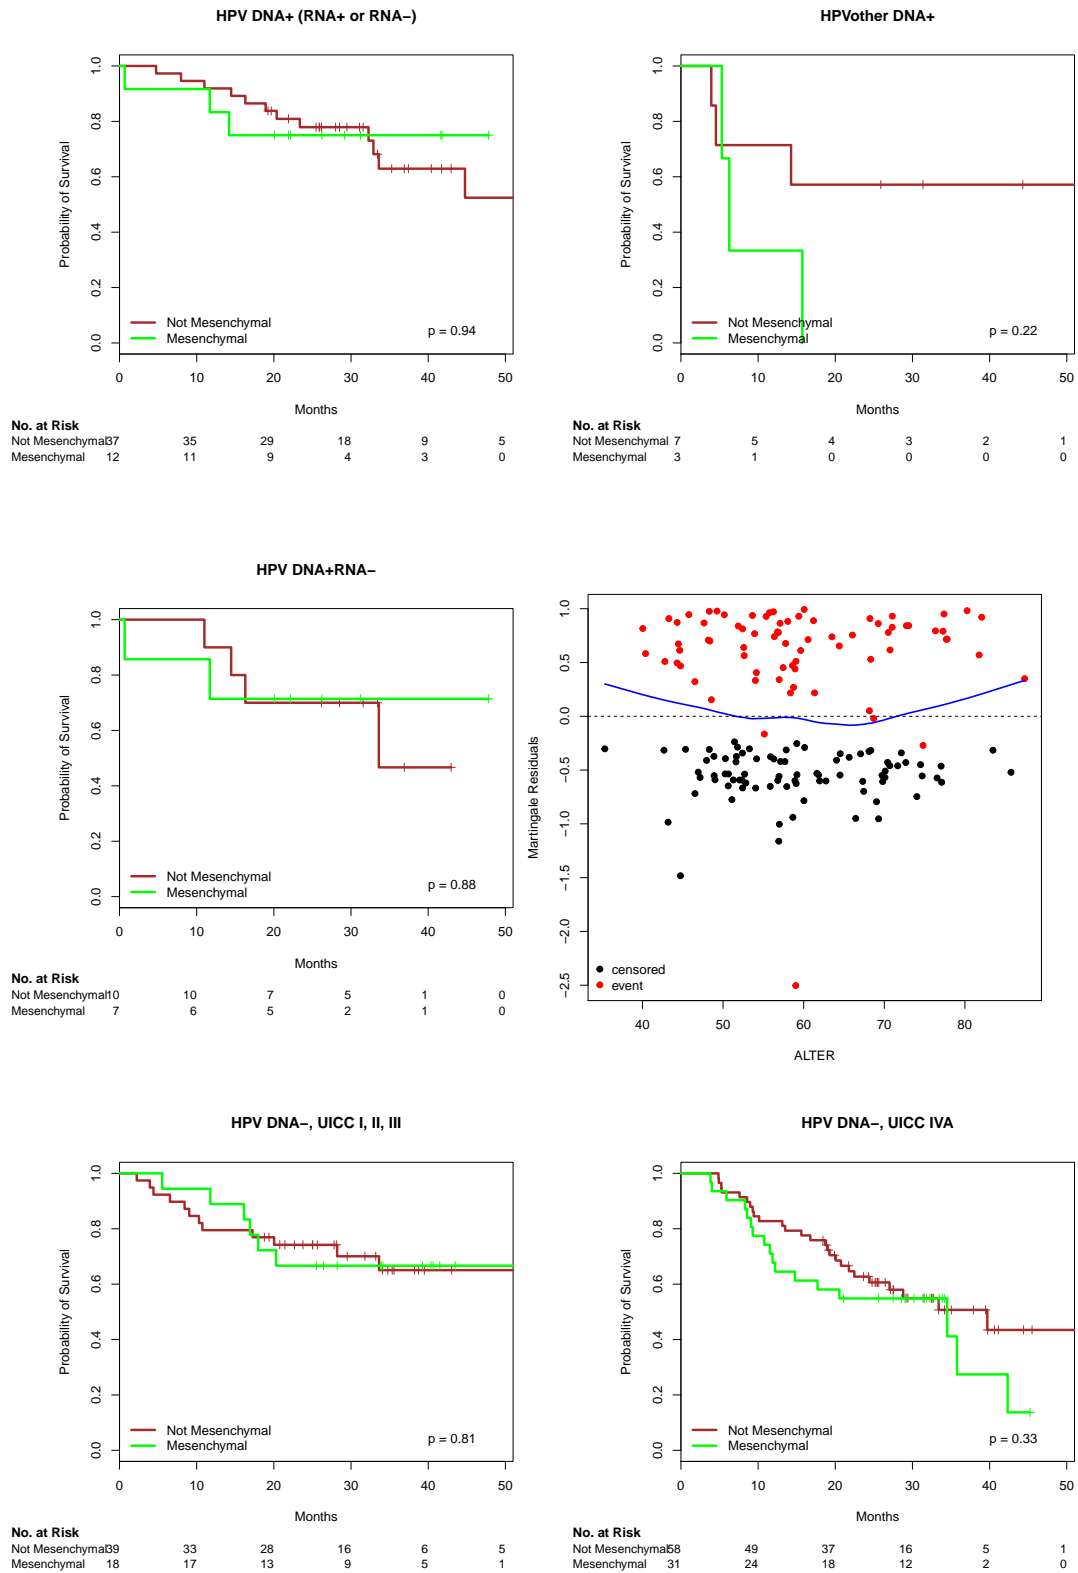 HPV DNA+ (RNA+ or RNA−)
Probability of Survival
1.0
0.8
0.6
0.4
0.2
0.0
Not Mesenchymal
Mesenchymal
p = 0.94
0 10 20 30 40 50
Months
No. at Risk
Not Mesenchymal 37 35 29 18 9 5
Mesenchymal 12 11 9 4 3 0
HPVother DNA+
Probability of Survival
1.0
0.8
0.6
0.4
0.2
0.0
Not Mesenchymal
Mesenchymal
p = 0.22
0 10 20 30 40 50
Months
No. at Risk
Not Mesenchymal 7 5 4 3 2 1
Mesenchymal 3 1 0 0 0 0
HPV DNA+RNA−
Probability of Survival
1.0
0.8
0.6
0.4
0.2
0.0
Not Mesenchymal
Mesenchymal
p = 0.88
0 10 20 30 40 50
Months
No. at Risk
Not Mesenchymal 10 10 7 5 1 0
Mesenchymal 7 6 5 2 1 0
Martingale Residuals
1.0
0.5
0.0
−0.5
−1.0
−1.5
−2.0
−2.5
censored
event
40 50 60 70 80
ALTER
HPV DNA−, UICC I, II, III
Probability of Survival
1.0
0.8
0.6
0.4
0.2
0.0
Not Mesenchymal
Mesenchymal
p = 0.81
0 10 20 30 40 50
Months
No. at Risk
Not Mesenchymal 39 33 28 16 6 5
Mesenchymal 18 17 13 9 5 1
HPV DNA−, UICC IVA
Probability of Survival
1.0
0.8
0.6
0.4
0.2
0.0
Not Mesenchymal
Mesenchymal
p = 0.33
0 10 20 30 40 50
Months
No. at Risk
Not Mesenchymal 58 49 37 16 5 1
Mesenchymal 31 24 18 12 2 0